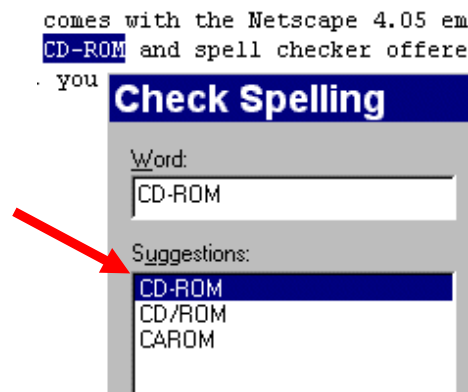 comes with the Netscape 4.05 em
CD-ROM and spell checker offere
. you
Check Spelling
Word:
CD-ROM
Suggestions:
CD-ROM
CD/ROM
CAROM